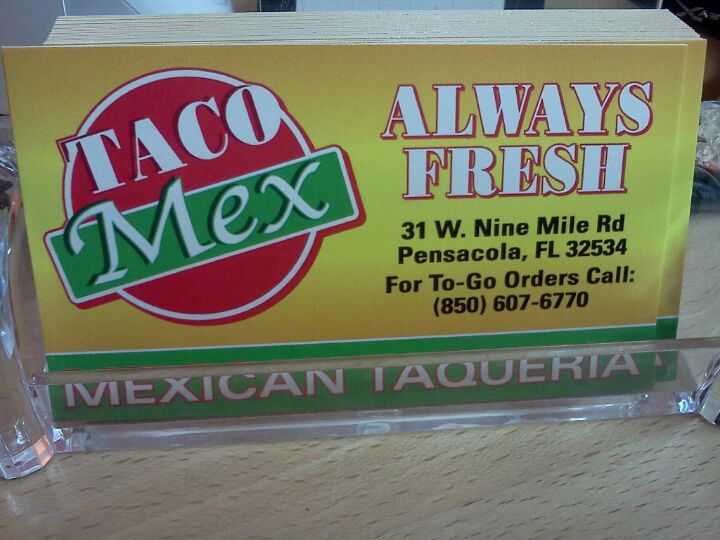 TACO
Mex
ALWAYS
FRESH
31 W. Nine Mile Rd
Pensacola, FL 32534
For To-Go Orders Call:
(850) 607-6770
MEXICAN TAQUERIA